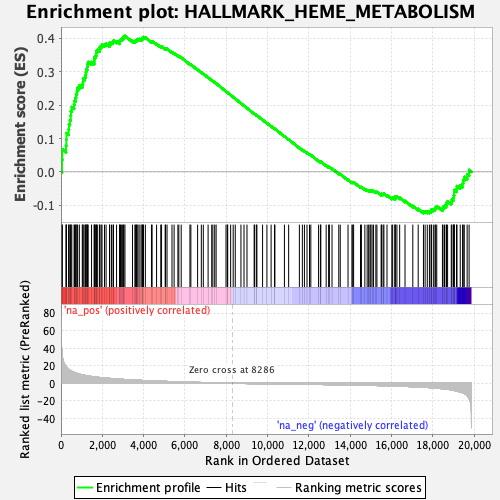 Enrichment plot: HALLMARK_HEME_METABOLISM
Enrichment score (ES)
0.4
0.3
0.2
0.1
0.0
-0.1
Ranked list metric (PreRanked)
80
60
40
20
0
-20
-40
'na_pos' (positively correlated)
Zero cross at 8286
'na_neg' (negatively correlated)
0 2,000 4,000 6,000 8,000 10,000 12,000 14,000 16,000 18,000 20,000
Rank in Ordered Dataset
Enrichment profile Hits Ranking metric scores